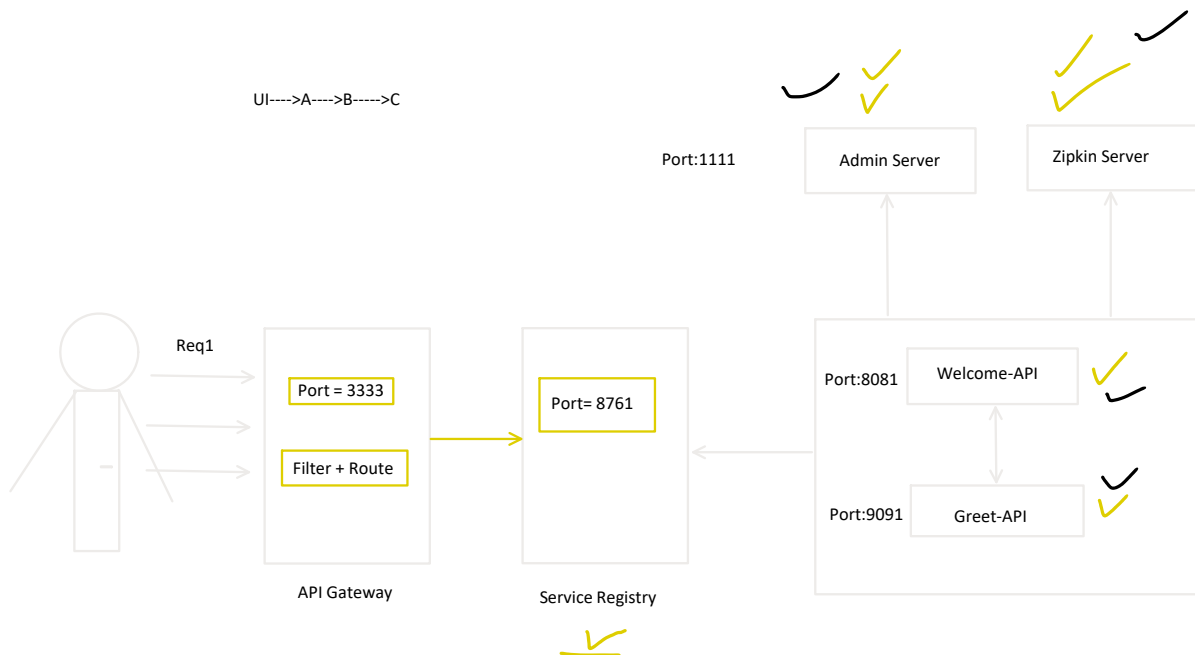 UI---->A---->B----->C
Port:1111
Admin Server
Zipkin Server
Req1
Port = 3333
Filter + Route
API Gateway
Port= 8761
Service Registry
Port:8081
Welcome-API
Port:9091
Greet-API